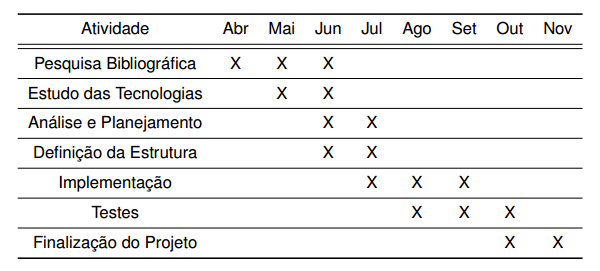 Atividade Abr Mai Jun Jul Ago Set Out Nov
Pesquisa Bibliográfica X X X
Estudo das Tecnologias X X
Análise e Planejamento X X
Definição da Estrutura X X
Implementação X X X
Testes X X X
Finalização do Projeto X X